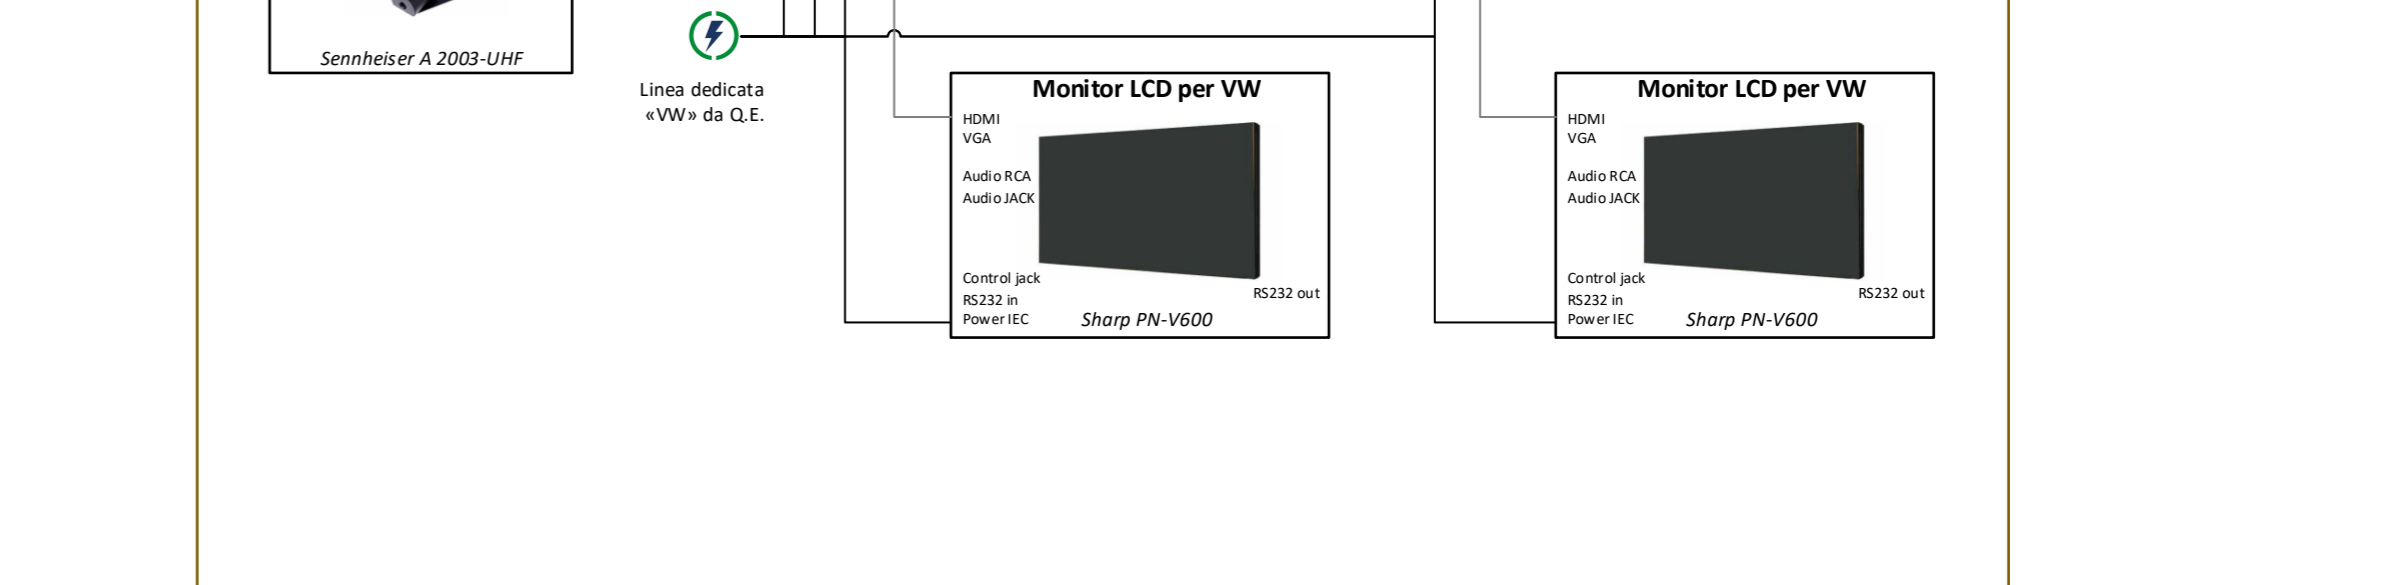 Sennheiser A 2003-UHF
Linea dedicata
«VW» da Q.E.
Monitor LCD per VW
HDMI
VGA
Audio RCA
Audio JACK
Control jack
RS232 in
Power IEC
RS232 out
Sharp PN-V600
Monitor LCD per VW
HDMI
VGA
Audio RCA
Audio JACK
Control jack
RS232 in
Power IEC
RS232 out
Sharp PN-V600